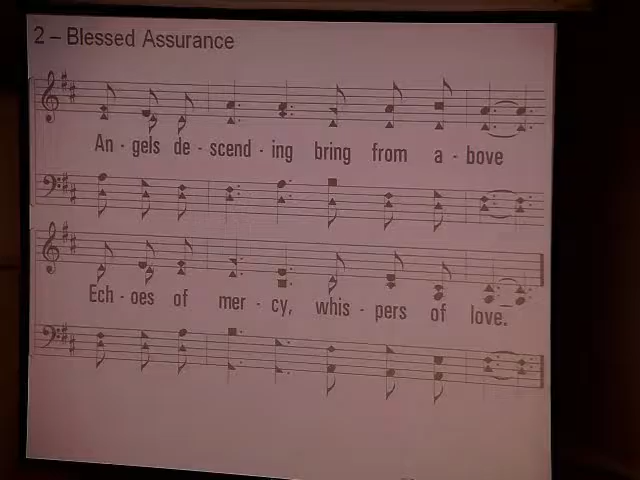 2 – Blessed Assurance
An - gels de - scend - ing bring from a - bove
Ech - oes of mer - cy, whis - pers of love.